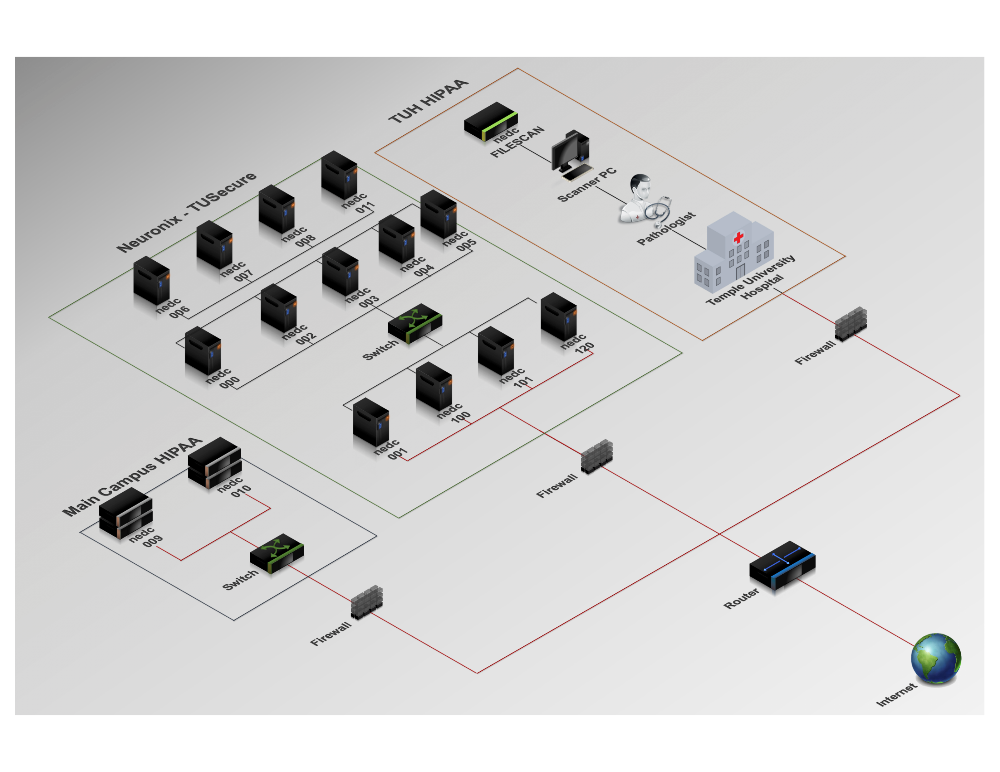 TUH HIPAA
nedc
FILESCAN
Scanner PC
Pathologist
Temple University
Hospital
Firewall
Neuronix - TUSecure
nedc
011
nedc
008
nedc
007
nedc
006
nedc
005
nedc
004
nedc
003
nedc
002
nedc
000
Switch
nedc
120
nedc
101
nedc
100
nedc
001
Firewall
Main Campus HIPAA
nedc
010
nedc
009
Switch
Firewall
Router
Internet